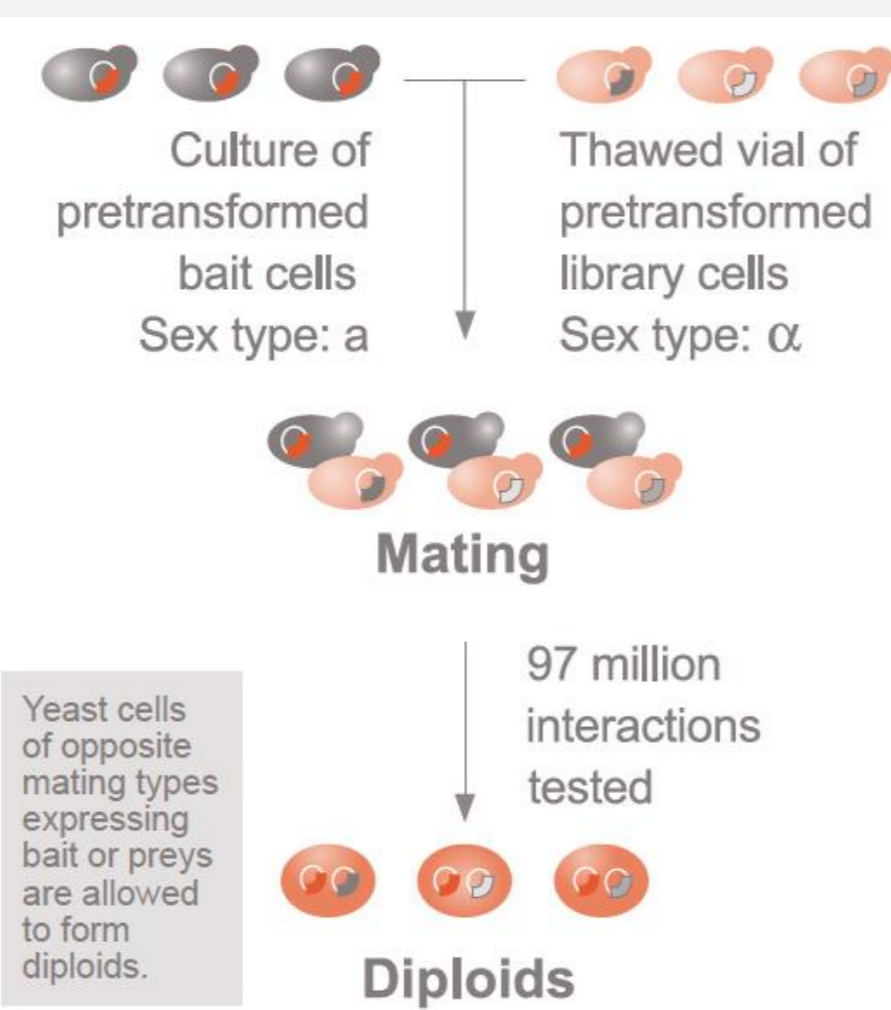 Culture of
pretransformed
bait cells
Sex type: a
Thawed vial of
pretransformed
library cells
Sex type: α
Mating
97 million
interactions
tested
Yeast cells
of opposite
mating types
expressing
bait or preys
are allowed
to form
diploids.
Diploids